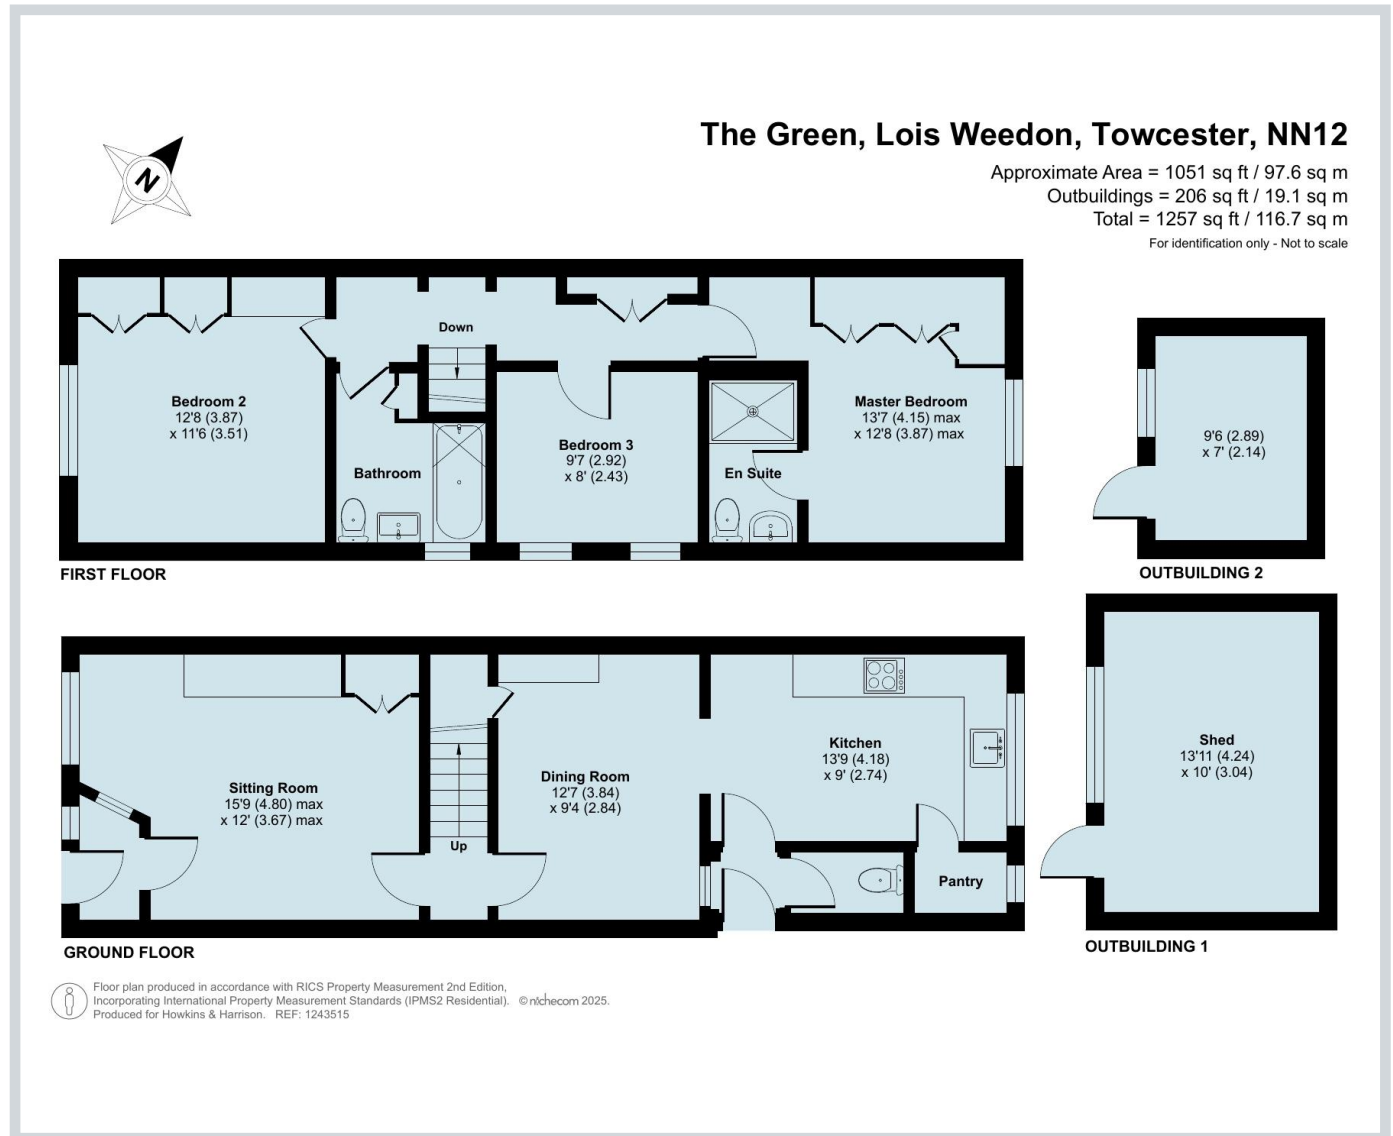 The Green, Lois Weedon, Towcester, NN12
Approximate Area = 1051 sq ft / 97.6 sq m
Outbuildings = 206 sq ft / 19.1 sq m
Total = 1257 sq ft / 116.7 sq m
For identification only - Not to scale
N
Down
Bedroom 2
12'8 (3.87)
x 11'6 (3.51)
Bathroom
Bedroom 3
9'7 (2.92)
x 8' (2.43)
En Suite
Master Bedroom
13'7 (4.15) max
x 12'8 (3.87) max
9'6 (2.89)
x 7' (2.14)
FIRST FLOOR
OUTBUILDING 2
Sitting Room
15'9 (4.80) max
x 12' (3.67) max
Up
Dining Room
12'7 (3.84)
x 9'4 (2.84)
Kitchen
13'9 (4.18)
x 9' (2.74)
Pantry
Shed
13'11 (4.24)
x 10' (3.04)
GROUND FLOOR
OUTBUILDING 1
Floor plan produced in accordance with RICS Property Measurement 2nd Edition,
Incorporating International Property Measurement Standards (IPMS2 Residential). © nichecom 2025.
Produced for Howkins & Harrison. REF: 1243515